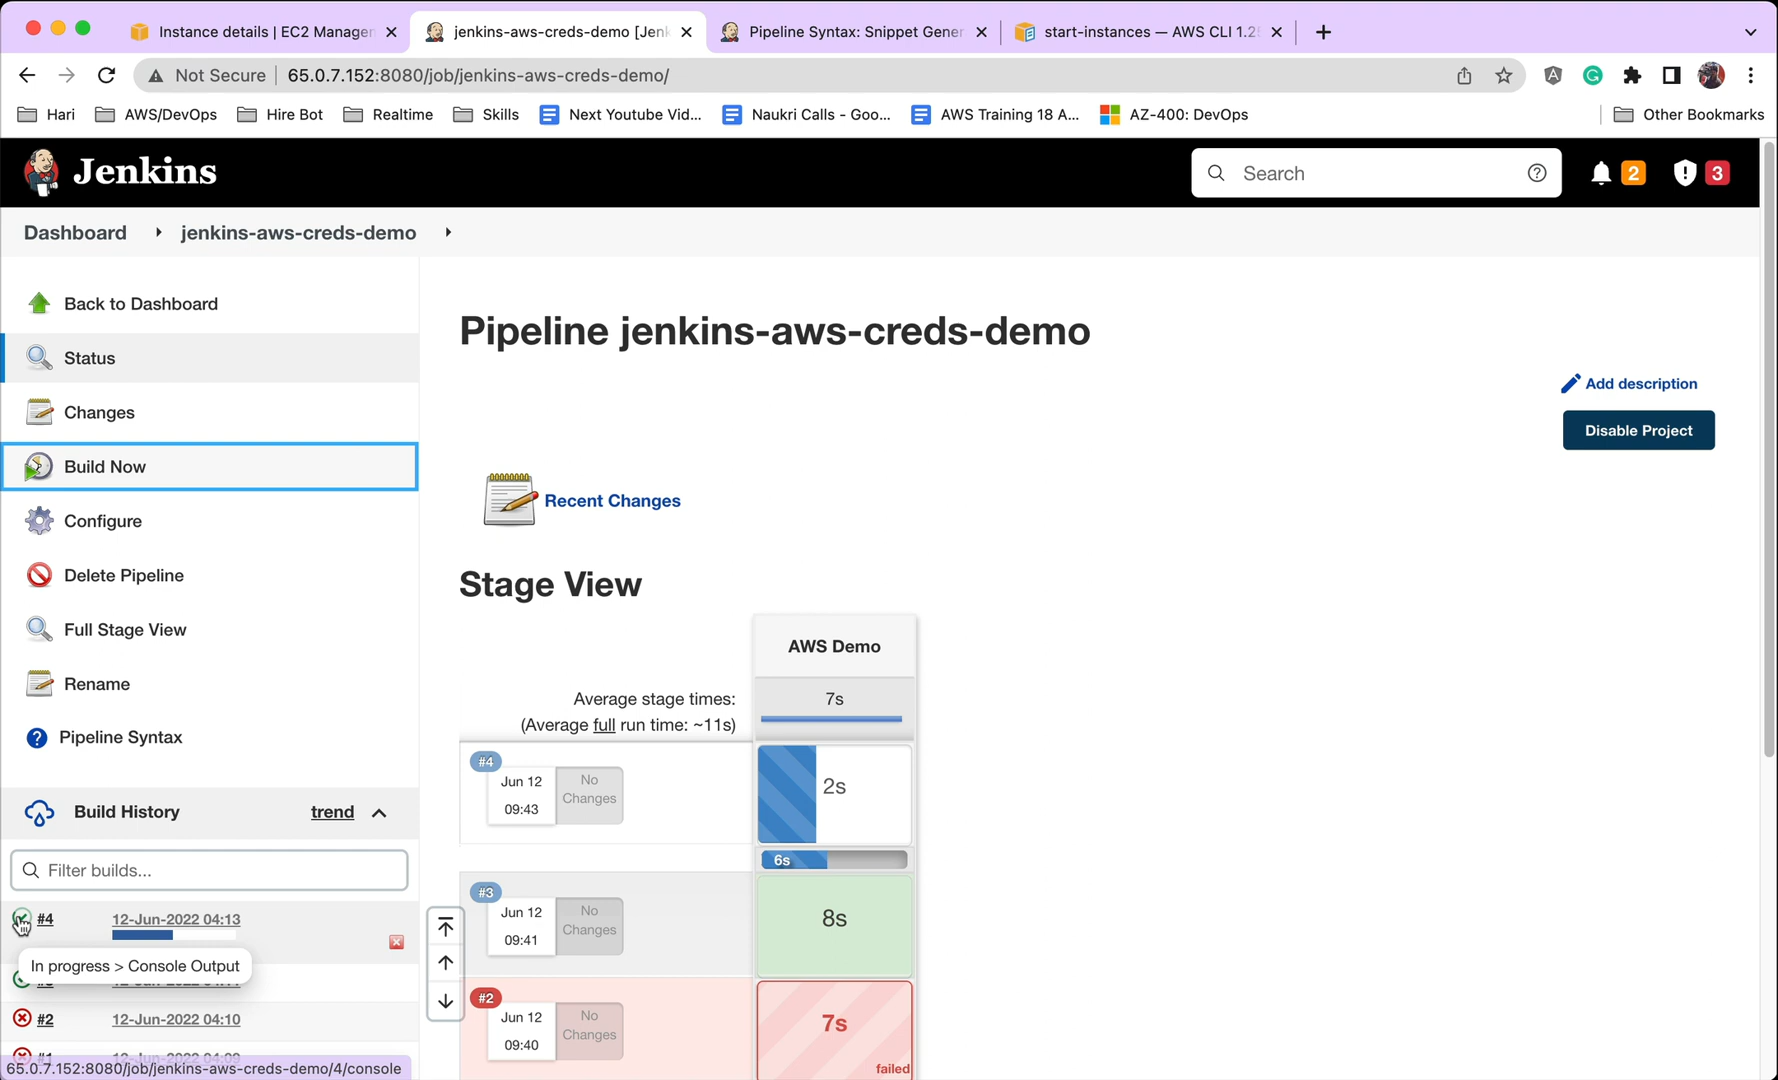 Instance details | EC2 Manager
jenkins-aws-creds-demo [Jenk
Pipeline Syntax: Snippet Gener
start-instances — AWS CLI 1.25
Not Secure
65.0.7.152:8080/job/jenkins-aws-creds-demo/
Hari
AWS/DevOps
Hire Bot
Realtime
Skills
Next Youtube Vid...
Naukri Calls - Goo...
AWS Training 18 A...
AZ-400: DevOps
Other Bookmarks
Jenkins
Search
2
3
Dashboard
jenkins-aws-creds-demo
Back to Dashboard
Status
Changes
Build Now
Configure
Delete Pipeline
Full Stage View
Rename
Pipeline Syntax
Build History
trend
Filter builds...
#4
12-Jun-2022 04:13
In progress > Console Output
#2
12-Jun-2022 04:10
#1
12-Jun-2022 04:09
65.0.7.152:8080/job/jenkins-aws-creds-demo/4/console
Pipeline jenkins-aws-creds-demo
Add description
Disable Project
Recent Changes
Stage View
AWS Demo
Average stage times:
(Average full run time: ~11s)
7s
#4
Jun 12
09:43
No
Changes
2s
6s
#3
Jun 12
09:41
No
Changes
8s
#2
Jun 12
09:40
No
Changes
7s
failed